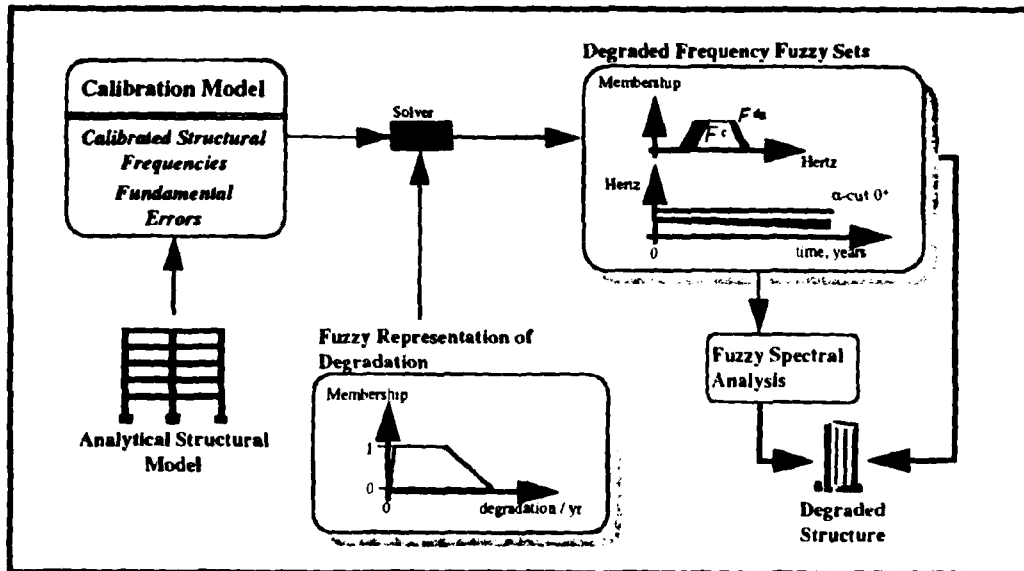 Degraded Frequency Fuzzy Sets
Calibration Model
Calibrated Structural
Frequencies
Fundamental
Errors
Solver
Membership
F
F c
Hertz
Hertz
α-cut 0+
0
time, years
Analytical Structural
Model
Fuzzy Representation of
Degradation
Membership
1
0
0
degradation / yr
Fuzzy Spectral
Analysis
Degraded
Structure